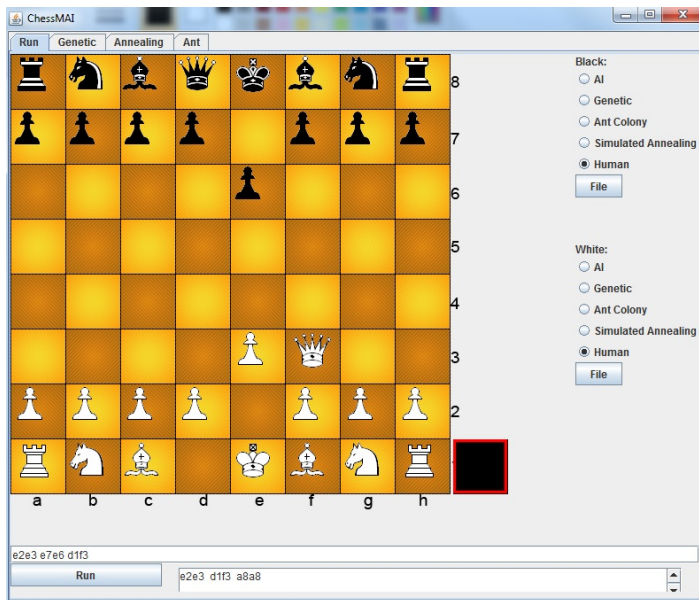 ChessMAI
Run Genetic Annealing Ant
8
7
6
5
4
3
2
a b c d e f g h
Black:
AI
Genetic
Ant Colony
Simulated Annealing
Human
File
White:
AI
Genetic
Ant Colony
Simulated Annealing
Human
File
e2e3 e7e6 d1f3
Run
e2e3 d1f3 a8a8